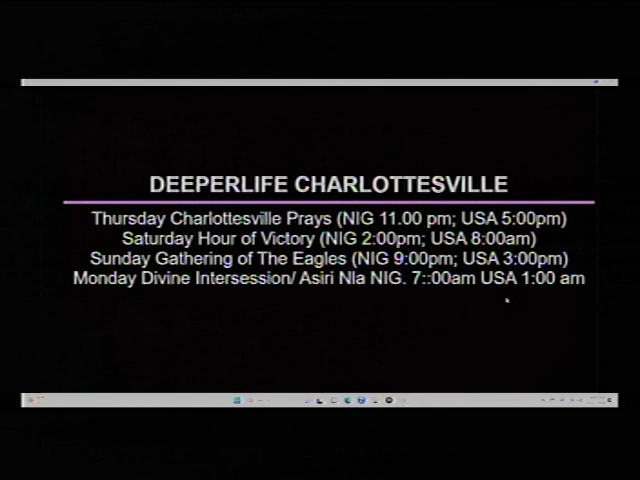 DEEPERLIFE CHARLOTTESVILLE
Thursday Charlottesville Prays (NIG 11.00 pm; USA 5:00pm)
Saturday Hour of Victory (NIG 2:00pm; USA 8:00am)
Sunday Gathering of The Eagles (NIG 9:00pm; USA 3:00pm)
Monday Divine Intersession/ Asiri Nla NIG. 7::00am USA 1:00 am